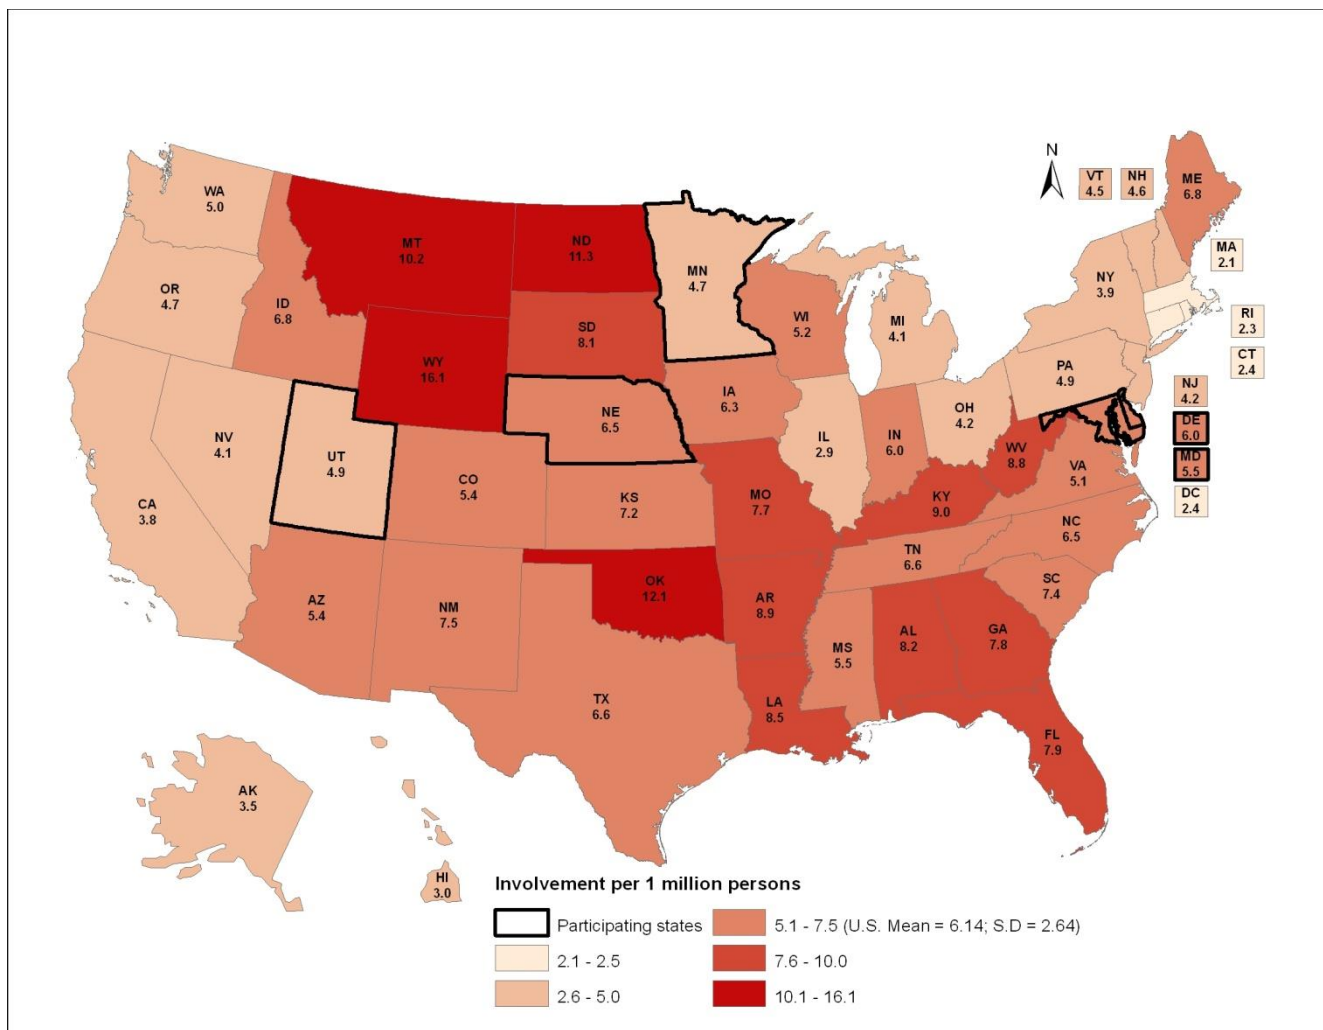 N
VT
4.5
NH
4.6
ME
6.8
WA
5.0
MT
10.2
ND
11.3
MN
4.7
MA
2.1
OR
4.7
ID
6.8
SD
8.1
WI
5.2
MI
4.1
NY
3.9
RI
2.3
WY
16.1
CT
2.4
PA
4.9
NJ
4.2
IA
6.3
NE
6.5
OH
4.2
DE
6.0
NV
4.1
UT
4.9
IL
2.9
IN
6.0
WV
8.8
MD
5.5
VA
5.1
CO
5.4
KS
7.2
MO
7.7
KY
9.0
DC
2.4
CA
3.8
NC
6.5
TN
6.6
OK
12.1
SC
7.4
AZ
5.4
NM
7.5
AR
8.9
MS
5.5
AL
8.2
GA
7.8
TX
6.6
LA
8.5
FL
7.9
AK
3.5
HI
3.0
Involvement per 1 million persons
Participating states
2.1 - 2.5
2.6 - 5.0
5.1 - 7.5 (U.S. Mean = 6.14; S.D = 2.64)
7.6 - 10.0
10.1 - 16.1